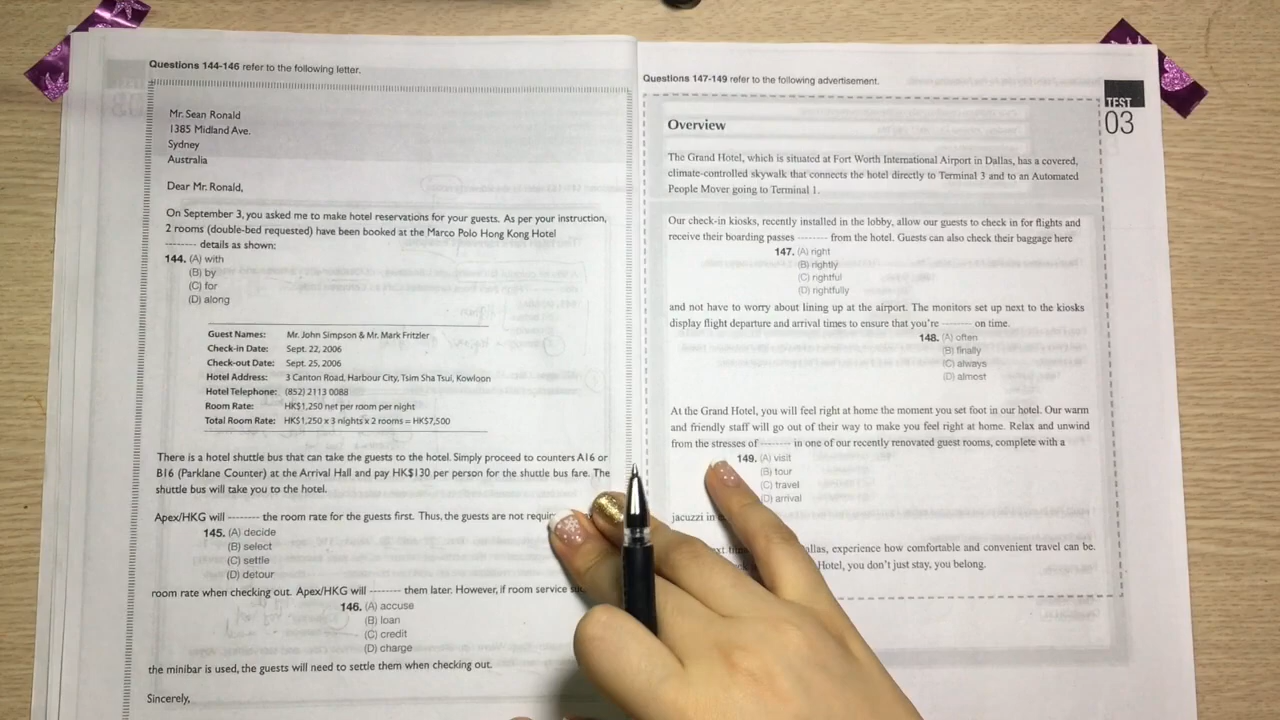 Questions 144-146 refer to the following letter.
Mr. Sean Ronald
1385 Midland Ave.
Sydney
Australia
Dear Mr. Ronald,
On September 3, you asked me to make hotel reservations for your guests. As per your instruction,
2 rooms (double-bed requested) have been booked at the Marco Polo Hong Kong Hotel
-------- details as shown:
144. (A) with
(B) by
(C) for
(D) along
Guest Names: Mr. John Simpson & Mr. Mark Fritzler
Check-in Date: Sept. 22, 2006
Check-out Date: Sept. 25, 2006
Hotel Address: 3 Canton Road, Harbour City, Tsim Sha Tsui, Kowloon
Hotel Telephone: (852) 2113 0088
Room Rate: HK$1,250 net per room per night
Total Room Rate: HK$1,250 x 3 nights x 2 rooms = HK$7,500
There is a hotel shuttle bus that can take the guests to the hotel. Simply proceed to counters A16 or
B16 (Parklane Counter) at the Arrival Hall and pay HK$130 per person for the shuttle bus fare. The
shuttle bus will take you to the hotel.
Apex/HKG will -------- the room rate for the guests first. Thus, the guests are not
145. (A) decide
(B) select
(C) settle
(D) detour
room rate when checking out. Apex/HKG will -------- them later. However, if room service
146. (A) accuse
(B) loan
(C) credit
(D) charge
the minibar is used, the guests will need to settle them when checking out.
Sincerely,
Questions 147-149 refer to the following advertisement.
TEST
03
Overview
The Grand Hotel, which is situated at Fort Worth International Airport in Dallas, has a covered,
climate-controlled skywalk that connects the hotel directly to Terminal 3 and to an Automated
People Mover going to Terminal 1.
Our check-in kiosks, recently installed in the lobby, allow our guests to check in for flights and
receive their boarding passes -------- from the hotel. Guests can also check their baggage here
147. (A) right
(B) rightly
(C) rightful
(D) rightfully
and not have to worry about lining up at the airport. The monitors set up next to the kiosks
display flight departure and arrival times to ensure that you're -------- on time.
148. (A) often
(B) finally
(C) always
(D) almost
At the Grand Hotel, you will feel right at home the moment you set foot in our hotel. Our warm
and friendly staff will go out of their way to make you feel right at home. Relax and unwind
from the stresses of -------- in one of our recently renovated guest rooms, complete with a
149. (A) visit
(B) tour
(C) travel
(D) arrival
jacuzzi in
experience how comfortable and convenient travel can be.
Hotel, you don't just stay, you belong.